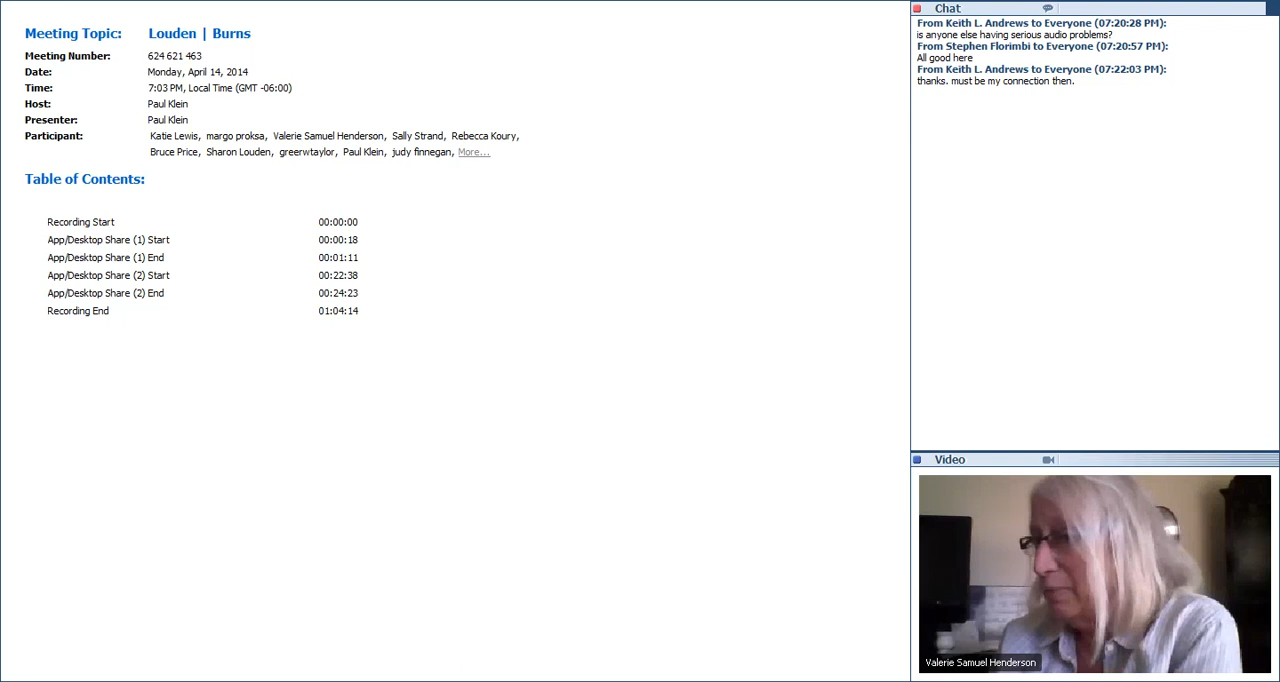 Meeting Topic: Louden | Burns
Meeting Number: 624 621 463
Date: Monday, April 14, 2014
Time: 7:03 PM, Local Time (GMT -06:00)
Host: Paul Klein
Presenter: Paul Klein
Participant: Katie Lewis, margo proksa, Valerie Samuel Henderson, Sally Strand, Rebecca Koury,
Bruce Price, Sharon Louden, greerwtaylor, Paul Klein, judy finnegan, More...
Table of Contents:
Recording Start 00:00:00
App/Desktop Share (1) Start 00:00:18
App/Desktop Share (1) End 00:01:11
App/Desktop Share (2) Start 00:22:38
App/Desktop Share (2) End 00:24:23
Recording End 01:04:14
Chat
From Keith L. Andrews to Everyone (07:20:28 PM):
is anyone else having serious audio problems?
From Stephen Florimbi to Everyone (07:20:57 PM):
All good here
From Keith L. Andrews to Everyone (07:22:03 PM):
thanks. must be my connection then.
Video
Valerie Samuel Henderson